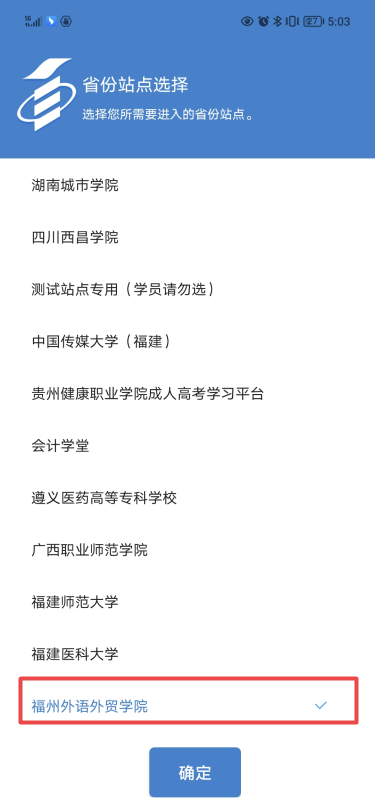 5G
27 5:03
省份站点选择
选择您所需要进入的省份站点。
湖南城市学院
四川西昌学院
测试站点专用（学员请勿选）
中国传媒大学（福建）
贵州健康职业学院成人高考学习平台
会计学堂
遵义医药高等专科学校
广西职业师范学院
福建师范大学
福建医科大学
福州外语外贸学院
确定